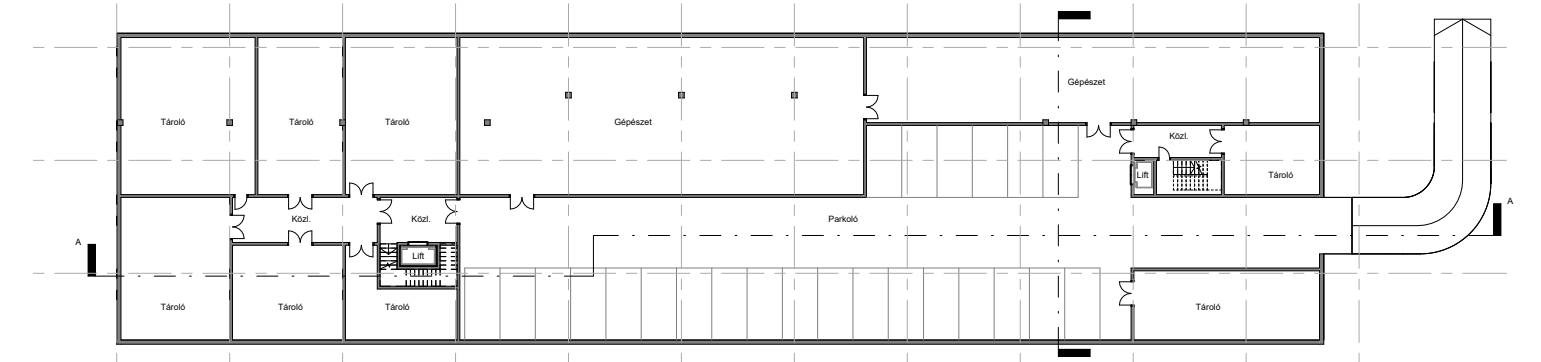 Gépészet
Tároló
Tároló
Tároló
Gépészet
Közl.
Lift
Tároló
A
Közl.
Közl.
Parkoló
A
Lift
Tároló
Tároló
Tároló
Tároló